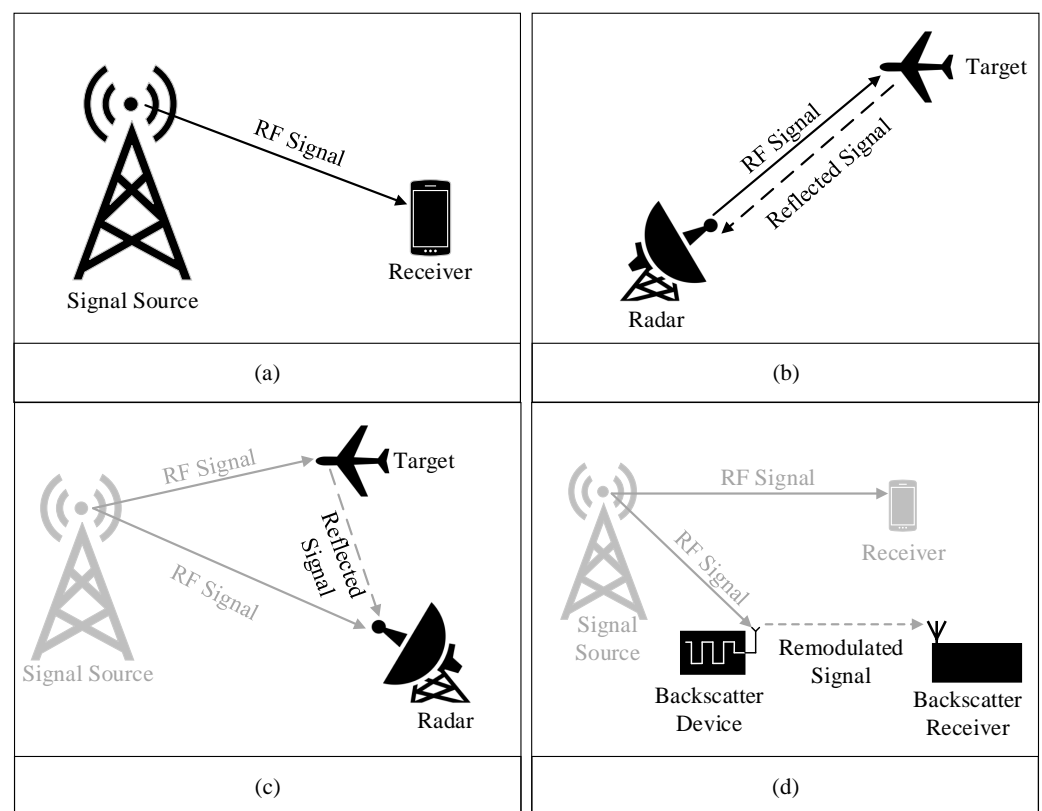 RF Signal
Receiver
Signal Source
(a)
Target
RF Signal
Reflected Signal
Radar
(b)
RF Signal
Target
Reflected
Signal
RF Signal
Signal Source
Radar
(c)
RF Signal
Receiver
RF Signal
Signal
Source
Remodulated
Signal
Backscatter
Device
Backscatter
Receiver
(d)